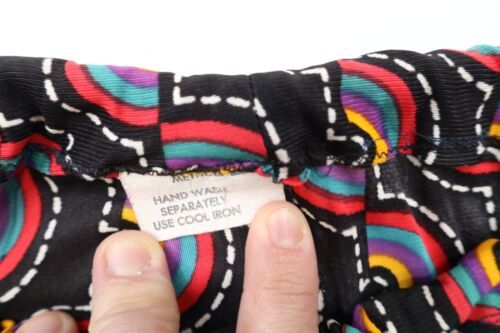 HAND WASH
SEPARATELY
USE COOL IRON